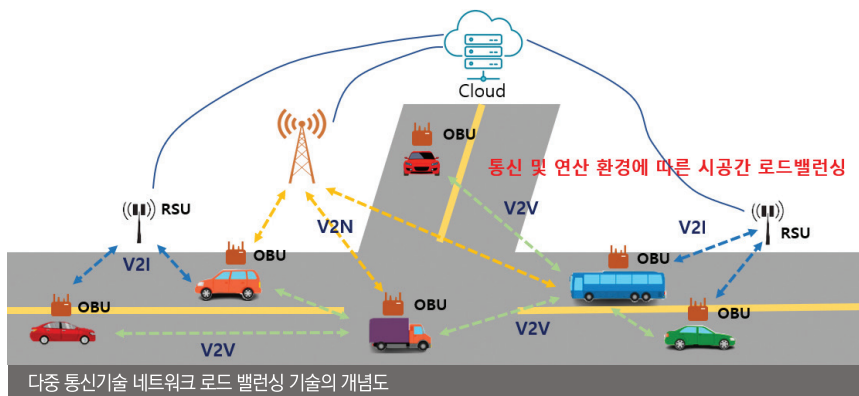 Cloud
OBU
통신 및 연산 환경에 따른 시공간 로드밸런싱
RSU
V2N
V2V
V2I
RSU
V2I
OBU
OBU
OBU
OBU
OBU
V2V
V2V
다중 통신기술 네트워크 로드 밸런싱 기술의 개념도